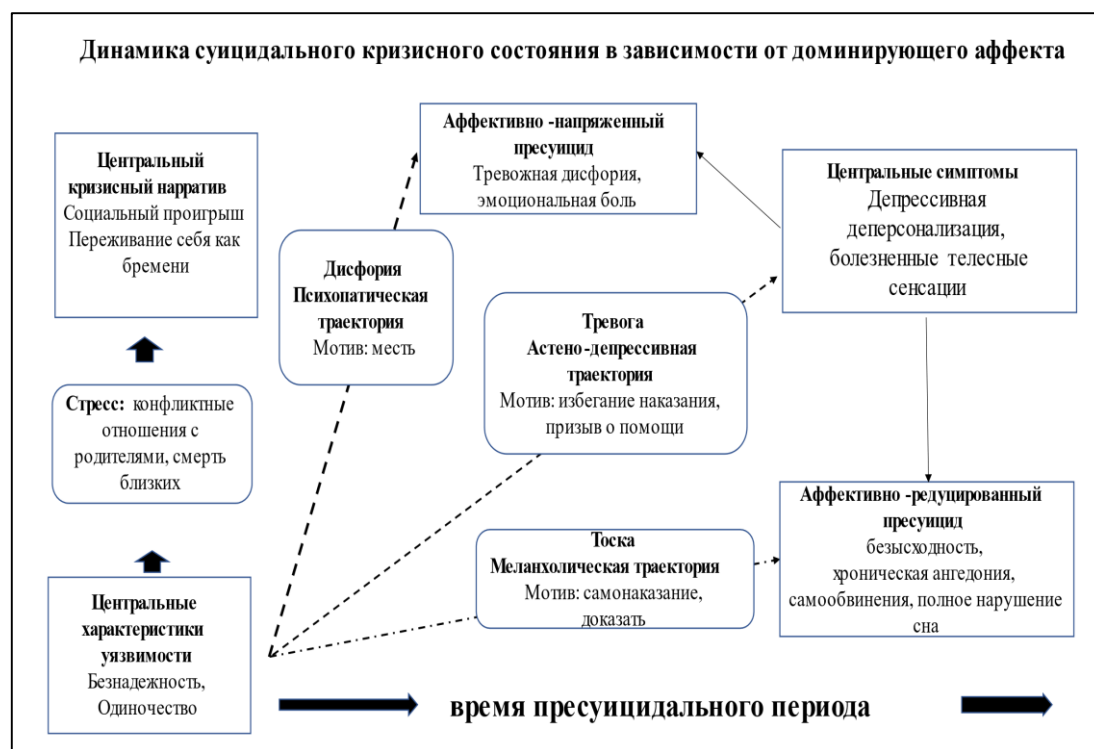 Динамика суицидального кризисного состояния в зависимости от доминирующего аффекта
Центральный
кризисный нарратив
Социальный проигрыш
Переживание себя как
бремени
Стресс: конфликтные
отношения с
родителями, смерть
близких
Центральные
характеристики
уязвимости
Безнадежность,
Одиночество
Аффективно -напряженный
пресуицид
Тревожная дисфория,
эмоциональная боль
Дисфория
Психопатическая
траектория
Мотив: месть
Тревога
Астено-депрессивная
траектория
Мотив: избегание наказания,
призыв о помощи
Тоска
Меланхолическая траектория
Мотив: самонаказание,
доказать
Центральные симптомы
Депрессивная
деперсонализация,
болезненные телесные
сенсации
Аффективно -редуцированный
пресуицид
безысходность,
хроническая ангедония,
самообвинения, полное нарушение
сна
время пресуицидального периода